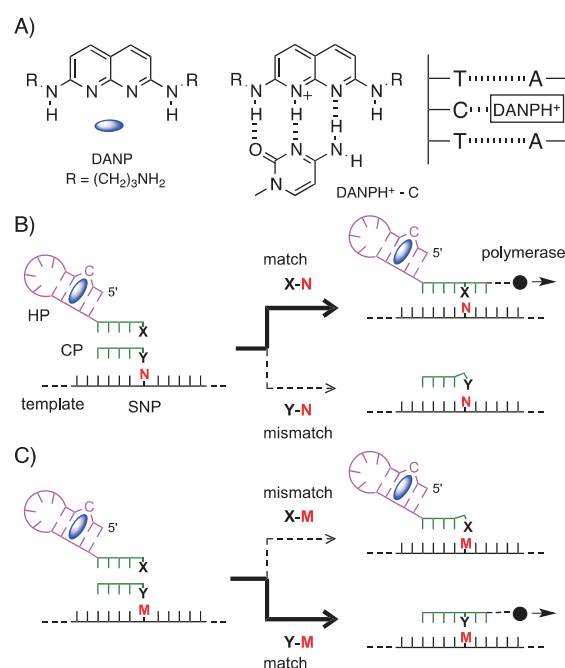 A)
R N H N N N H R
DANP
R = (CH2)3NH2
R N H N+ H N H N R
O N N H
N
DANPH+ - C
T A
C DANPH+
T A
B)
C
5'
HP
X
CP
Y
N
template
SNP
match
X-N
Y-N
mismatch
C
5'
polymerase
X
N
Y
N
C)
C
5'
X
Y
M
mismatch
X-M
Y-M
match
C
5'
X
M
Y
M